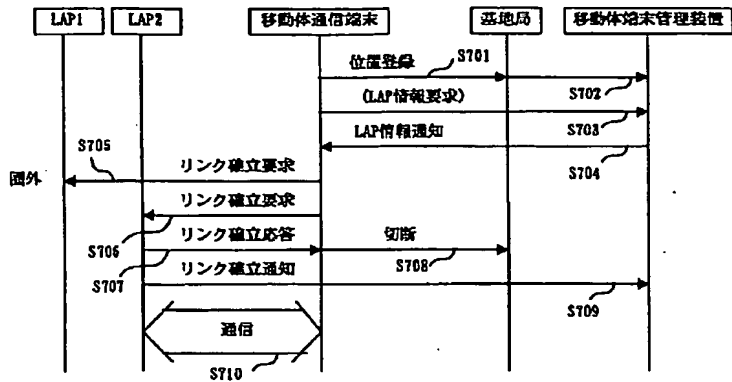 LAP1 LAP2 移動体通信端末 基地局 移動体端末管理装置
位置登録 S701
S702
(LAP情報要求)
S703
LAP情報通知
S704
S705
リンク確立要求
圏外
リンク確立要求
S706
リンク確立応答 切断
S707 S708
リンク確立通知
S709
通信
S710